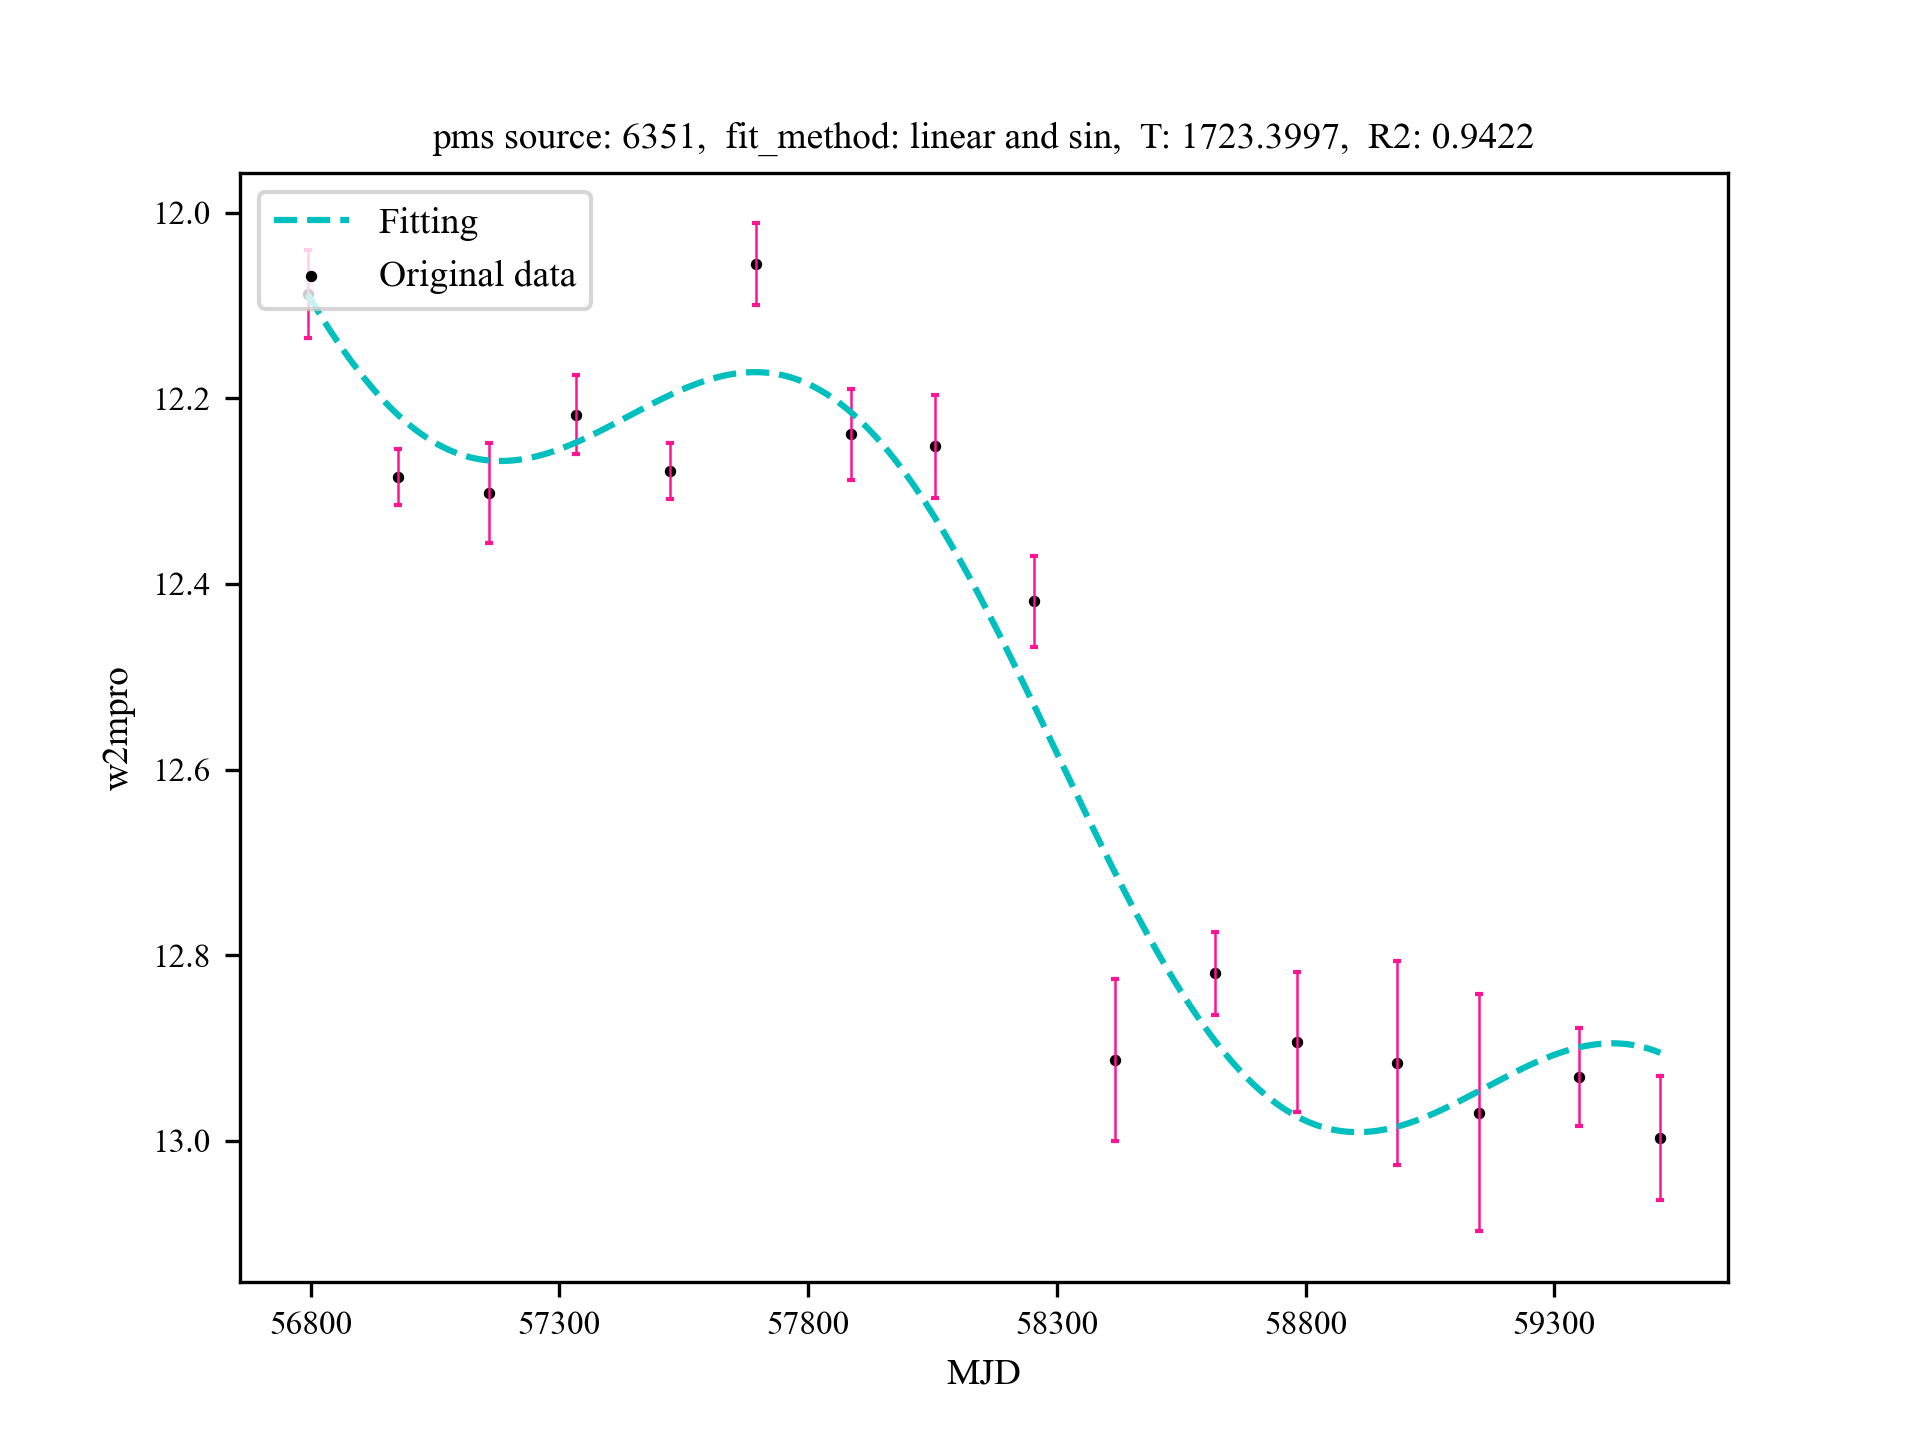 pms source: 6351,  fit_method: linear and sin,  T: 1723.3997,  R2: 0.9422
Fitting
Original data
12.0
12.2
12.4
12.6
12.8
13.0
w2mpro
56800 57300 57800 58300 58800 59300
MJD